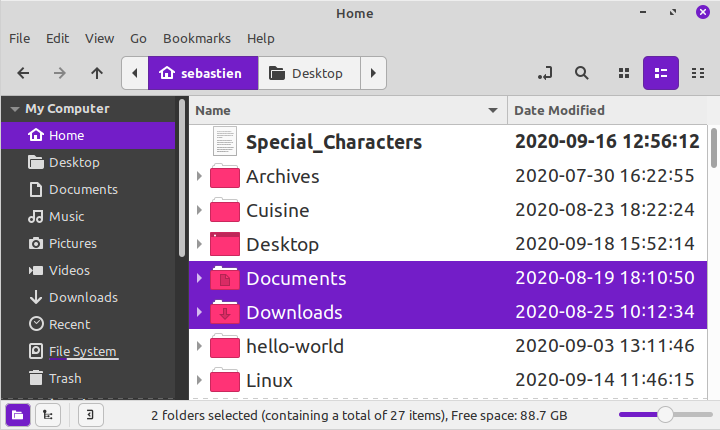 Home
File Edit View Go Bookmarks Help
sebastien Desktop
My Computer
Home
Desktop
Documents
Music
Pictures
Videos
Downloads
Recent
File System
Trash
Name Date Modified
Special_Characters 2020-09-16 12:56:12
Archives 2020-07-30 16:22:55
Cuisine 2020-08-23 18:22:24
Desktop 2020-09-18 15:52:14
Documents 2020-08-19 18:10:50
Downloads 2020-08-25 10:12:34
hello-world 2020-09-03 13:11:46
Linux 2020-09-14 11:46:15
2 folders selected (containing a total of 27 items), Free space: 88.7 GB